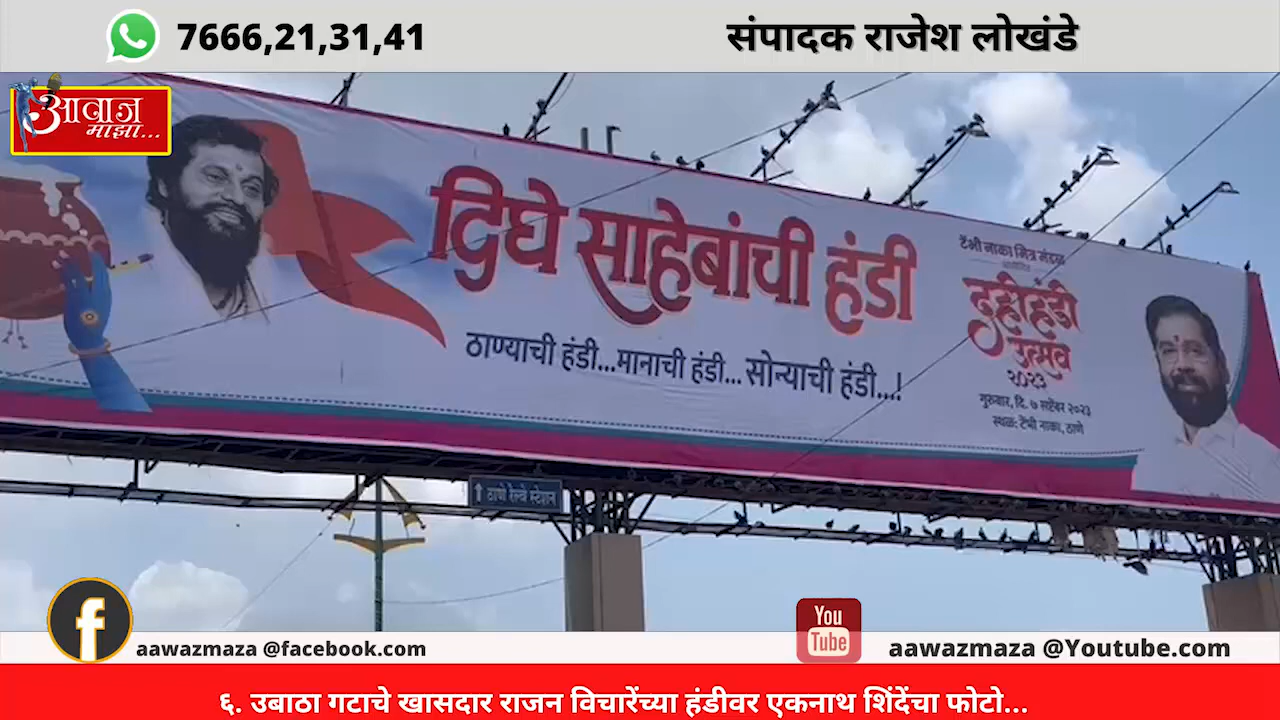 7666,21,31,41
संपादक राजेश लोखंडे
आवाज
माझा...
दिघे साहेबांची हंडी
ठाण्याची हंडी...मानाची हंडी... सोन्याची हंडी...!
टेंभी नाका मित्र मंडळ
आयोजित
दहीहंडी
उत्सव
२०२३
गुरुवार, दि. ७ सप्टेंबर २०२३
स्थळ: टेंभी नाका, ठाणे
ठाणे रेल्वे स्टेशन
aawazmaza @facebook.com
You
Tube
aawazmaza @Youtube.com
६. उबाठा गटाचे खासदार राजन विचारेंच्या हंडीवर एकनाथ शिंदेंचा फोटो...